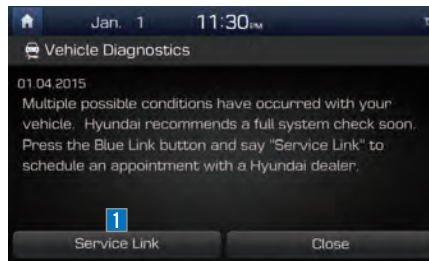 Jan. 1 11:30 PM
Vehicle Diagnostics
01.04.2015
Multiple possible conditions have occurred with your
vehicle. Hyundai recommends a full system check soon.
Press the Blue Link button and say "Service Link" to
schedule an appointment with a Hyundai dealer.
1
Service Link Close